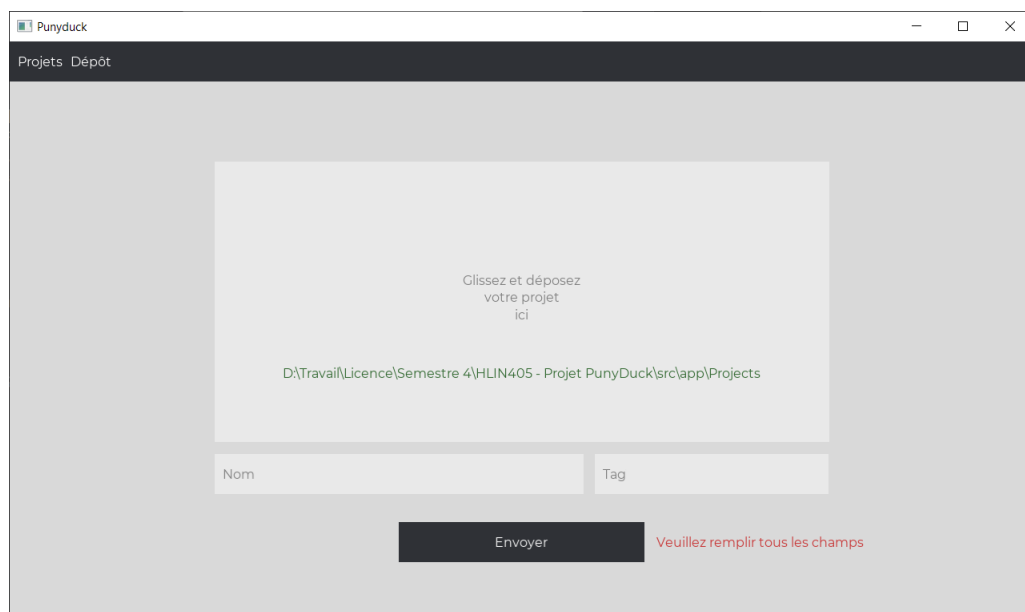 Punyduck
Projets Dépôt
Glissez et déposez
votre projet
ici
D:\Travail\Licence\Semestre 4\HLIN405 - Projet PunyDuck\src\app\Projects
Nom
Tag
Envoyer
Veuillez remplir tous les champs